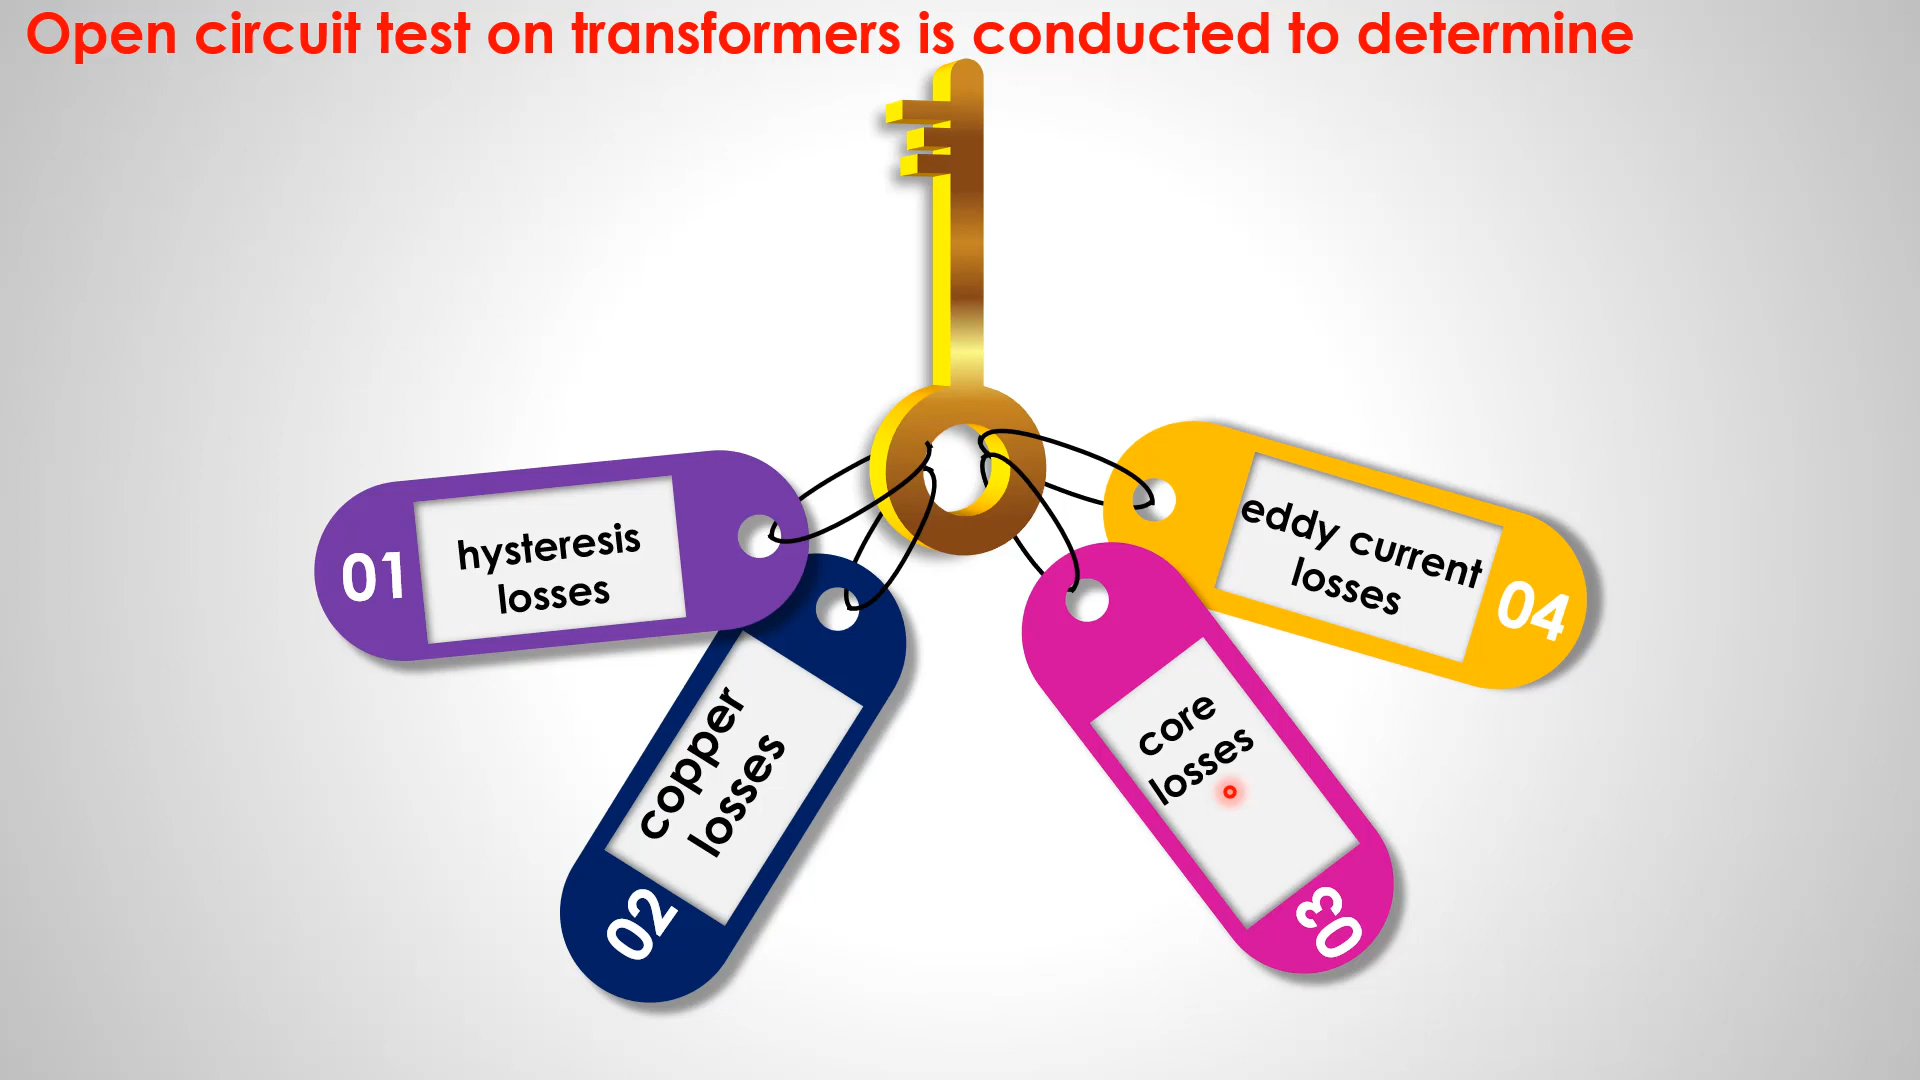 Open circuit test on transformers is conducted to determine
01
hysteresis
losses
02
copper
losses
03
core
losses
04
eddy current
losses